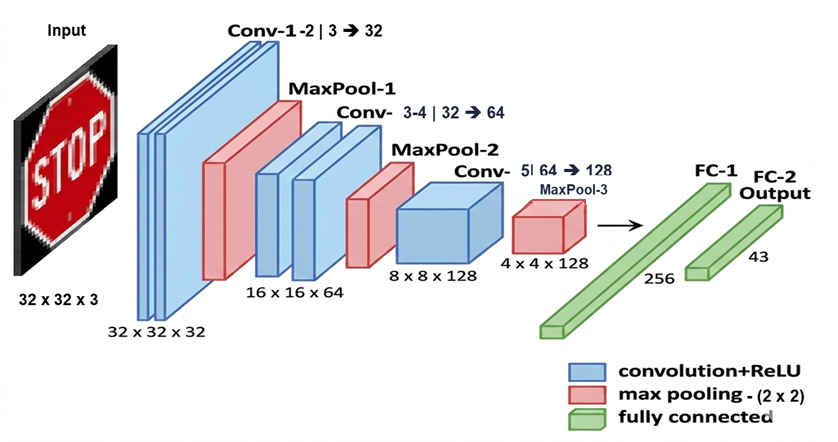 Input
Conv-1-2 | 3 ➔ 32
MaxPool-1
Conv- 3-4 | 32 ➔ 64
MaxPool-2
Conv- 5| 64 ➔ 128
MaxPool-3
FC-1
FC-2
Output
STOP
32 x 32 x 3
32 x 32 x 32
16 x 16 x 64
8 x 8 x 128
4 x 4 x 128
256
43
convolution+ReLU
max pooling - (2 x 2)
fully connected